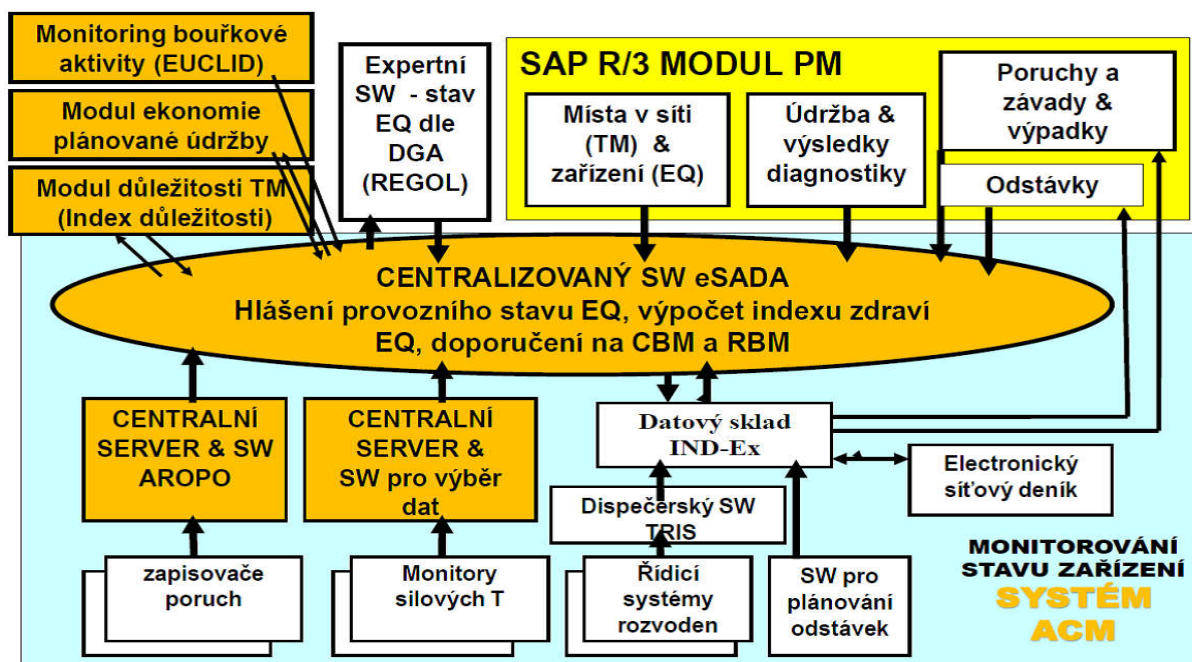 Monitoring bouřkové
aktivity (EUCLID)
Modul ekonomie
plánované údržby
Modul důležitosti TM
(Index důležitosti)
Expertní
SW - stav
EQ dle
DGA
(REGOL)
SAP R/3 MODUL PM
Místa v síti
(TM) &
zařízení (EQ)
Údržba &
výsledky
diagnostiky
Poruchy a
závady &
výpadky
Odstávky
CENTRALIZOVANÝ SW eSADA
Hlášení provozního stavu EQ, výpočet indexu zdraví
EQ, doporučení na CBM a RBM
CENTRALNÍ
SERVER & SW
AROPO
CENTRALNÍ
SERVER &
SW pro výběr
dat
Datový sklad
IND-Ex
Electronický
síťový deník
Dispečerský SW
TRIS
zapisovače
poruch
Monitory
silových T
Řídicí
systémy
rozvoden
SW pro
plánování
odstávek
MONITOROVÁNÍ
STAVU ZAŘÍZENÍ
SYSTÉM
ACM